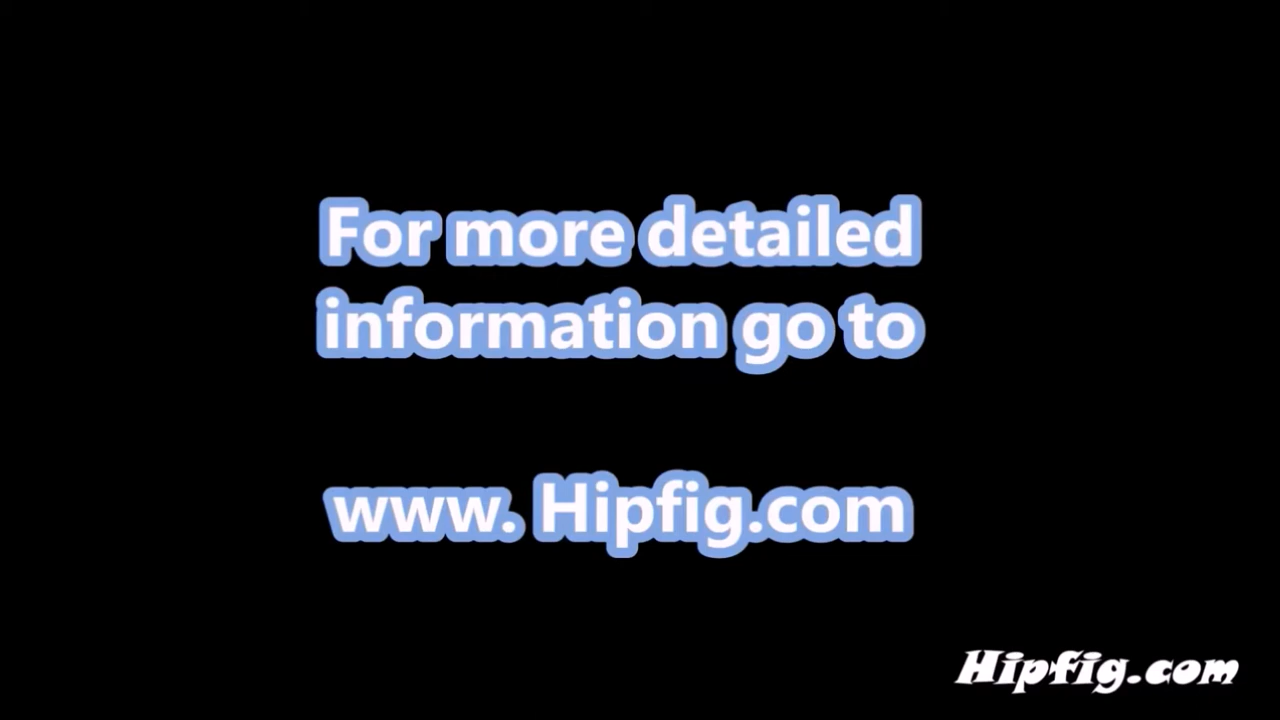 For more detailed
information go to
www. Hipfig.com
Hipfig.com